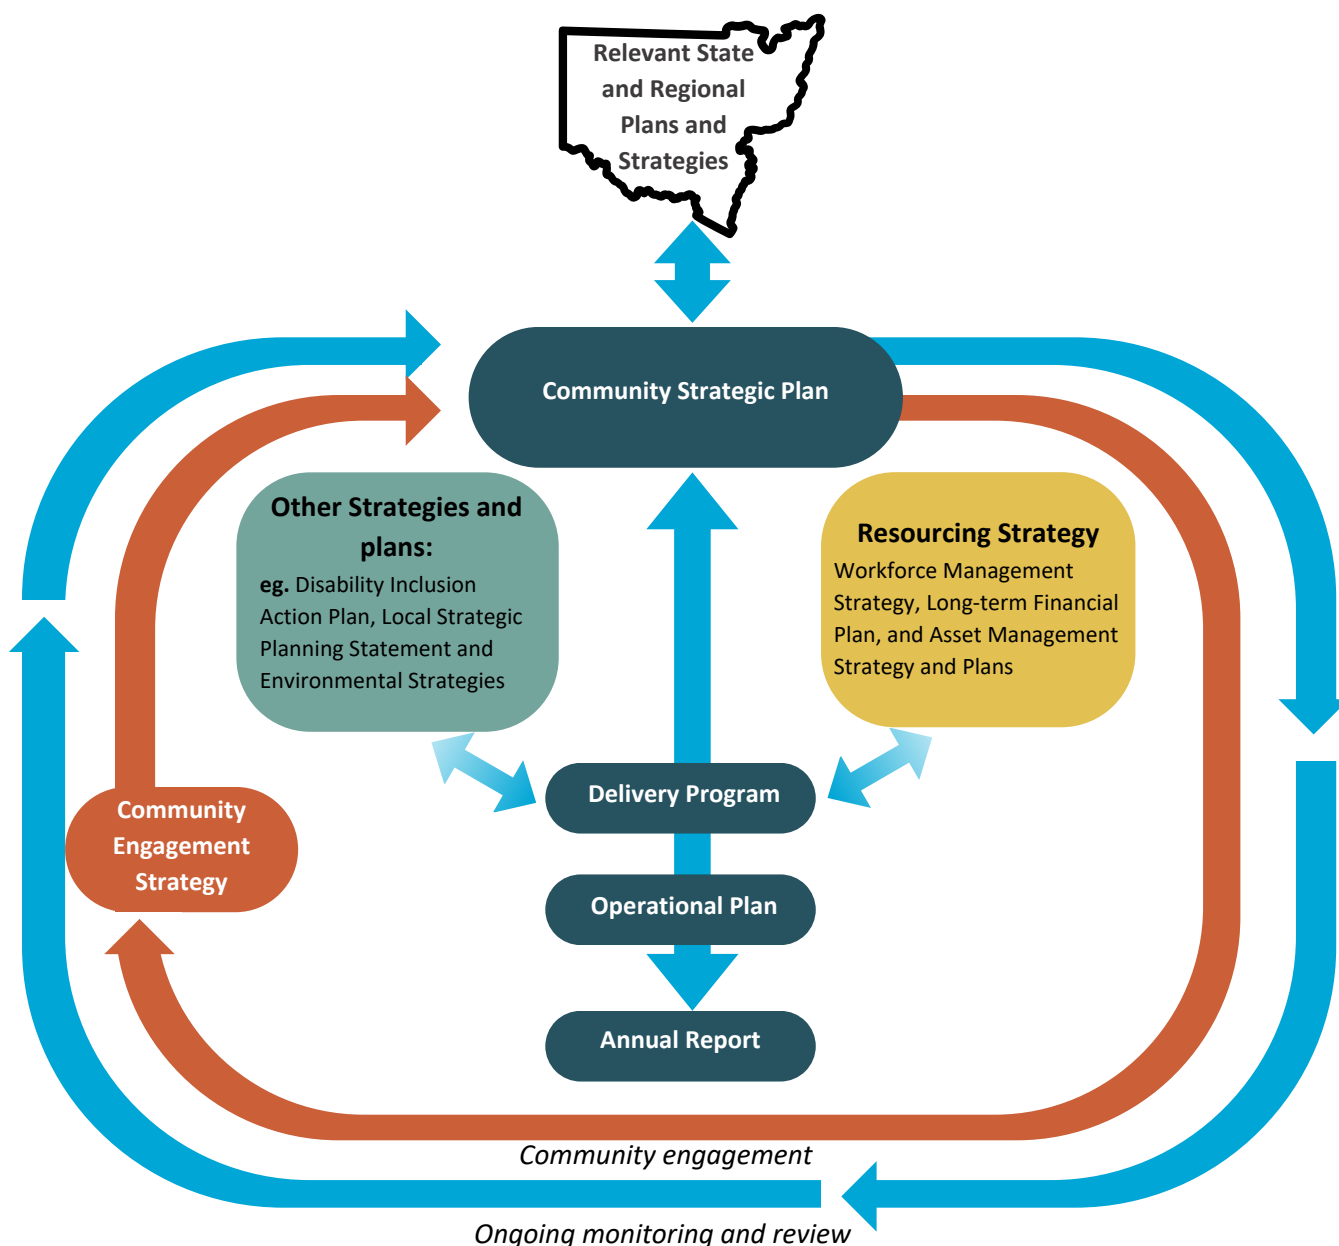 Relevant State
and Regional
Plans and
Strategies
Community Strategic Plan
Other Strategies and
plans:
eg. Disability Inclusion
Action Plan, Local Strategic
Planning Statement and
Environmental Strategies
Resourcing Strategy
Workforce Management
Strategy, Long-term Financial
Plan, and Asset Management
Strategy and Plans
Delivery Program
Community
Engagement
Strategy
Operational Plan
Annual Report
Community engagement
Ongoing monitoring and review